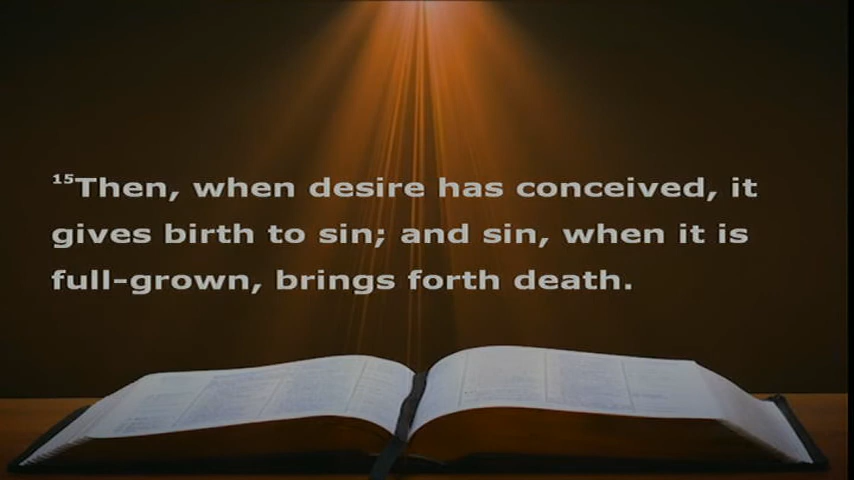 ¹⁵Then, when desire has conceived, it
gives birth to sin; and sin, when it is
full-grown, brings forth death.